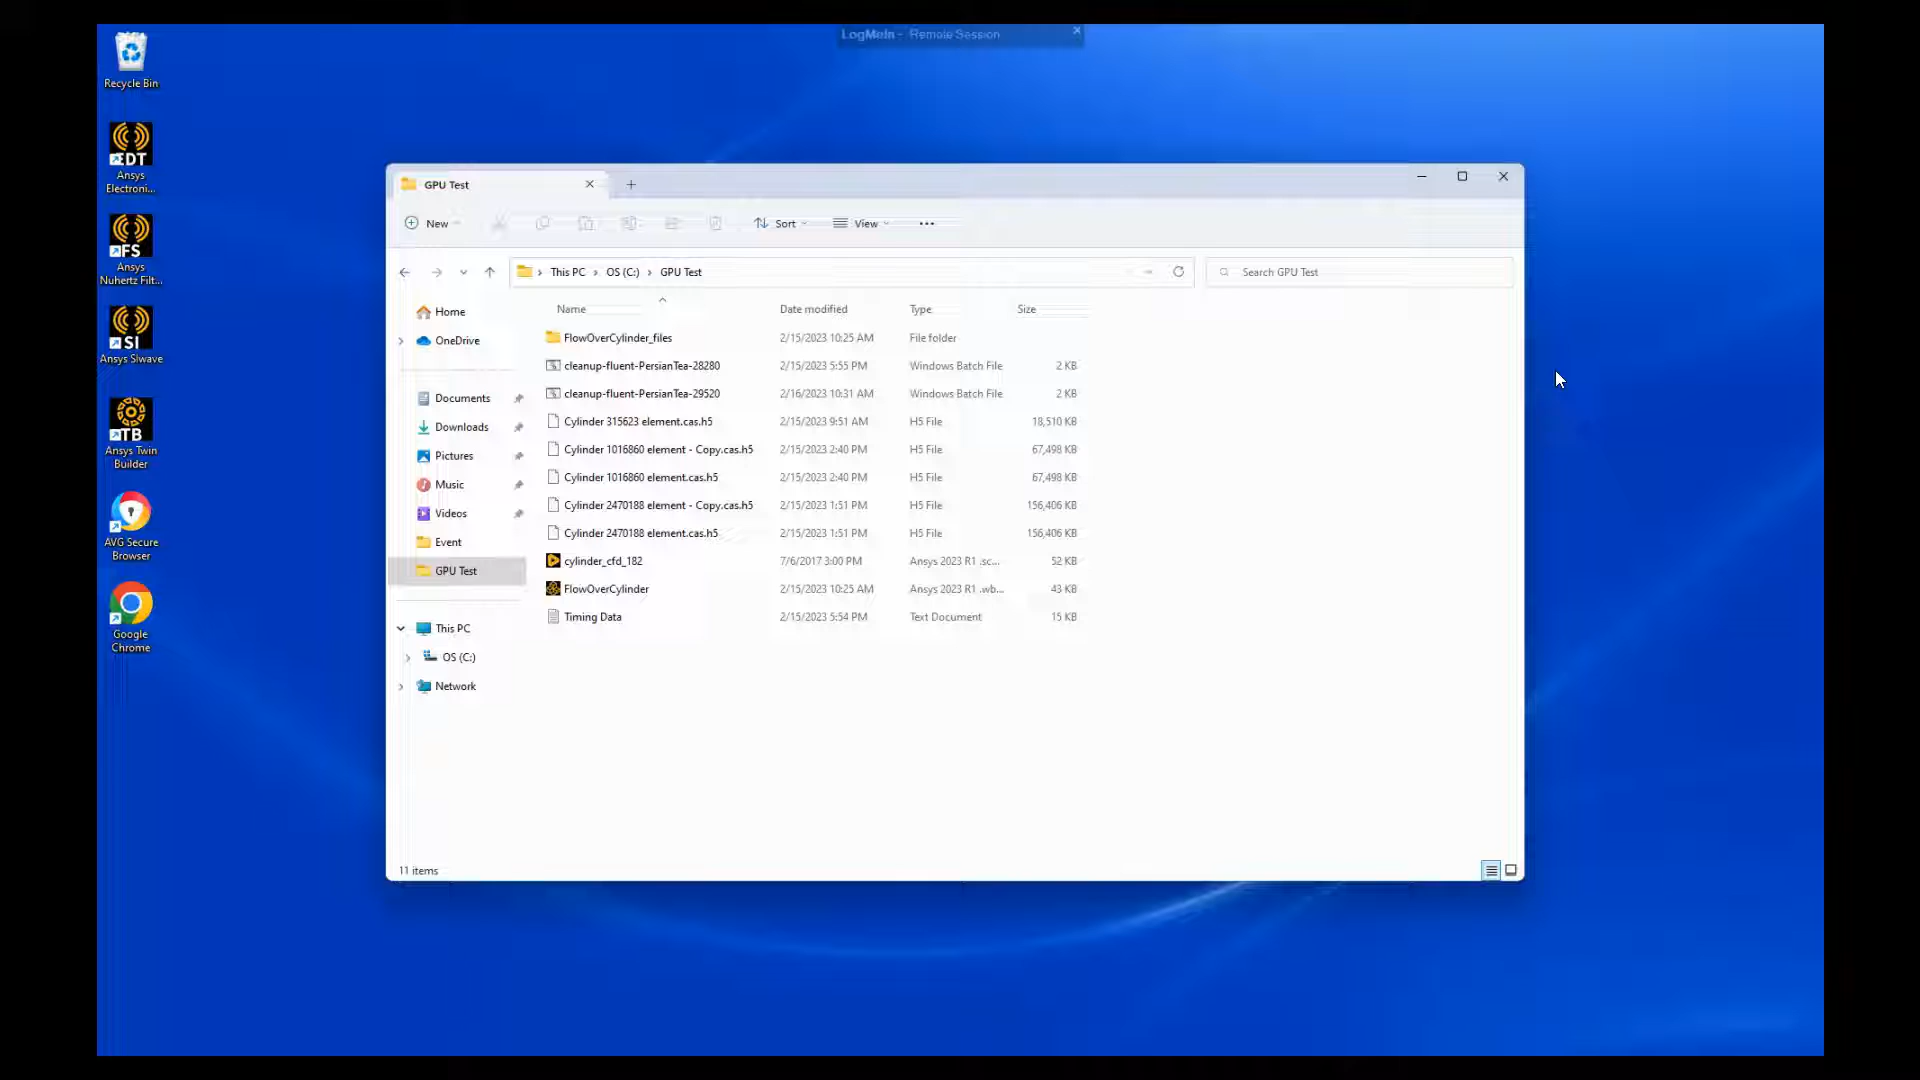 LogMeIn - Remote Session
Recycle Bin
EDT
Ansys
Electroni...
FS
Ansys
Nuhertz Filt...
SI
Ansys SIwave
TB
Ansys Twin
Builder
AVG Secure
Browser
Google
Chrome
GPU Test
New
Sort
View
This PC > OS (C:) > GPU Test
Search GPU Test
Home
OneDrive
Documents
Downloads
Pictures
Music
Videos
Event
GPU Test
This PC
OS (C:)
Network
Name Date modified Type Size
FlowOverCylinder_files 2/15/2023 10:25 AM File folder
cleanup-fluent-PersianTea-28280 2/15/2023 5:55 PM Windows Batch File 2 KB
cleanup-fluent-PersianTea-29520 2/16/2023 10:31 AM Windows Batch File 2 KB
Cylinder 315623 element.cas.h5 2/15/2023 9:51 AM H5 File 18,510 KB
Cylinder 1016860 element - Copy.cas.h5 2/15/2023 2:40 PM H5 File 67,498 KB
Cylinder 1016860 element.cas.h5 2/15/2023 2:40 PM H5 File 67,498 KB
Cylinder 2470188 element - Copy.cas.h5 2/15/2023 1:51 PM H5 File 156,406 KB
Cylinder 2470188 element.cas.h5 2/15/2023 1:51 PM H5 File 156,406 KB
cylinder_cfd_182 7/6/2017 3:00 PM Ansys 2023 R1 .sc... 52 KB
FlowOverCylinder 2/15/2023 10:25 AM Ansys 2023 R1 .wb... 43 KB
Timing Data 2/15/2023 5:54 PM Text Document 15 KB
11 items